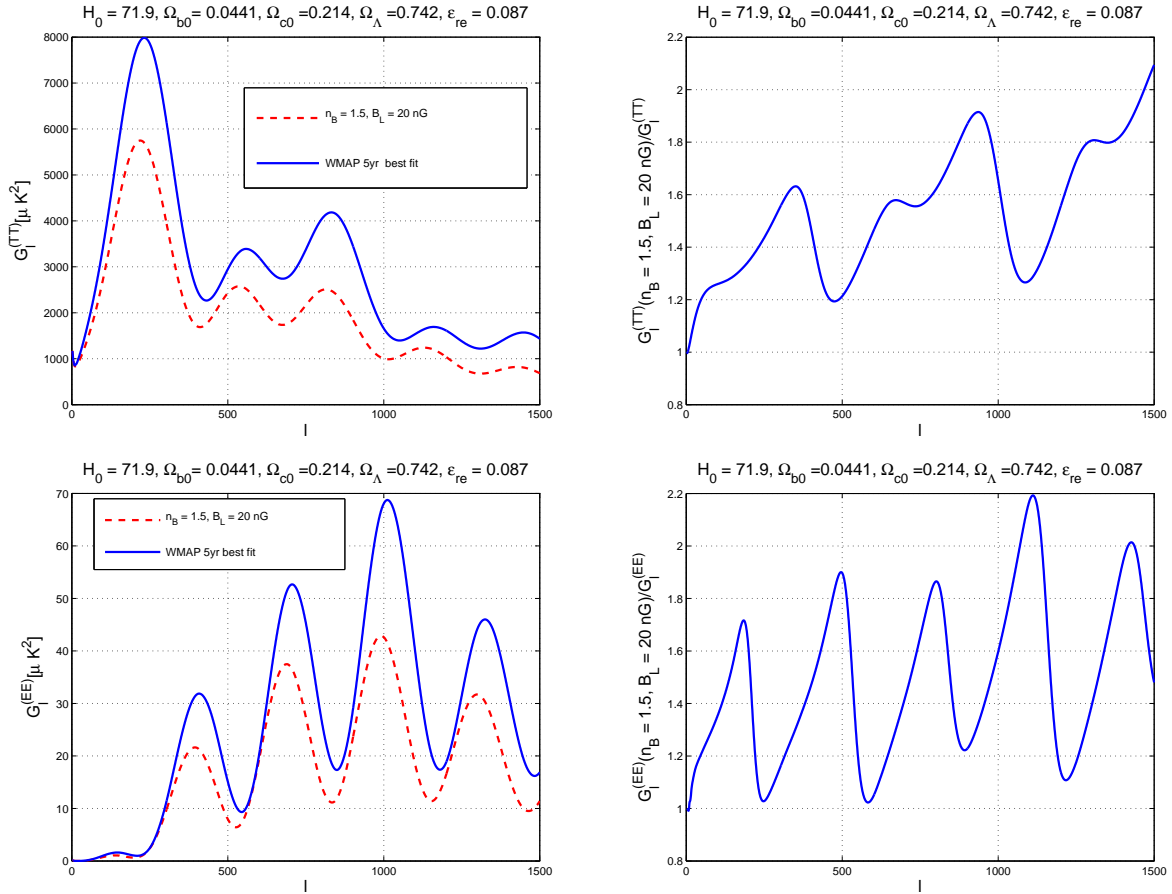 H₀ = 71.9, Ω_b0 = 0.0441, Ω_c0 =0.214, Ω_Λ =0.742, ε_re = 0.087
G_l^(TT)[μ K²]
8000
7000
6000
5000
4000
3000
2000
1000
0
n_B = 1.5, B_L = 20 nG
WMAP 5yr best fit
0 500 1000 1500
l
H₀ = 71.9, Ω_b0 =0.0441, Ω_c0 =0.214, Ω_Λ =0.742, ε_re = 0.087
G_l^(TT)(n_B = 1.5, B_L = 20 nG)/G_l^(TT)
2.2
2
1.8
1.6
1.4
1.2
1
0.8
0 500 1000 1500
l
H₀ = 71.9, Ω_b0 = 0.0441, Ω_c0 =0.214, Ω_Λ =0.742, ε_re = 0.087
G_l^(EE)[μ K²]
70
60
50
40
30
20
10
0
n_B = 1.5, B_L = 20 nG
WMAP 5yr best fit
0 500 1000 1500
l
H₀ = 71.9, Ω_b0 =0.0441, Ω_c0 =0.214, Ω_Λ =0.742, ε_re = 0.087
G_l^(EE)(n_B = 1.5, B_L = 20 nG)/G_l^(EE)
2.2
2
1.8
1.6
1.4
1.2
1
0.8
0 500 1000 1500
l